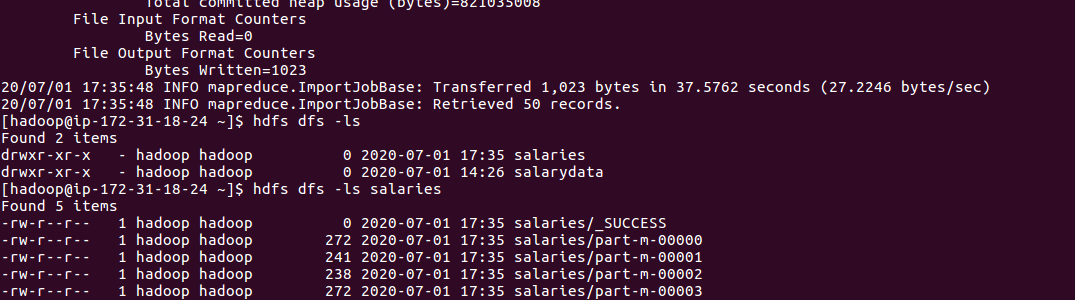 Total committed heap usage (bytes)=821035008
File Input Format Counters
Bytes Read=0
File Output Format Counters
Bytes Written=1023
20/07/01 17:35:48 INFO mapreduce.ImportJobBase: Transferred 1,023 bytes in 37.5762 seconds (27.2246 bytes/sec)
20/07/01 17:35:48 INFO mapreduce.ImportJobBase: Retrieved 50 records.
[hadoop@ip-172-31-18-24 ~]$ hdfs dfs -ls
Found 2 items
drwxr-xr-x   - hadoop hadoop          0 2020-07-01 17:35 salaries
drwxr-xr-x   - hadoop hadoop          0 2020-07-01 14:26 salarydata
[hadoop@ip-172-31-18-24 ~]$ hdfs dfs -ls salaries
Found 5 items
-rw-r--r--   1 hadoop hadoop          0 2020-07-01 17:35 salaries/_SUCCESS
-rw-r--r--   1 hadoop hadoop        272 2020-07-01 17:35 salaries/part-m-00000
-rw-r--r--   1 hadoop hadoop        241 2020-07-01 17:35 salaries/part-m-00001
-rw-r--r--   1 hadoop hadoop        238 2020-07-01 17:35 salaries/part-m-00002
-rw-r--r--   1 hadoop hadoop        272 2020-07-01 17:35 salaries/part-m-00003